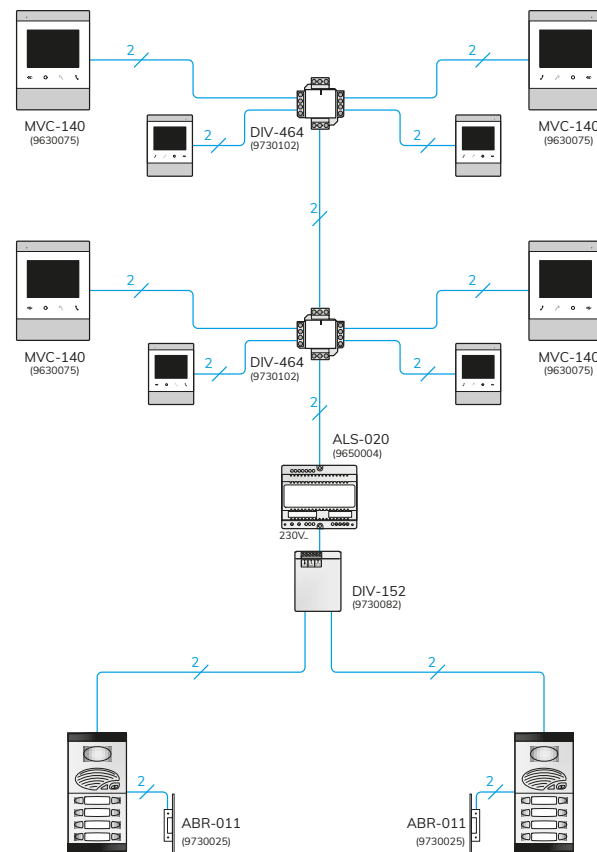 2
2
MVC-140
(9630075)
DIV-464
(9730102)
MVC-140
(9630075)
2
2
2
2
2
MVC-140
(9630075)
DIV-464
(9730102)
MVC-140
(9630075)
2
2
2
ALS-020
(9650004)
230V
DIV-152
(9730082)
2
2
2
ABR-011
(9730025)
2
ABR-011
(9730025)